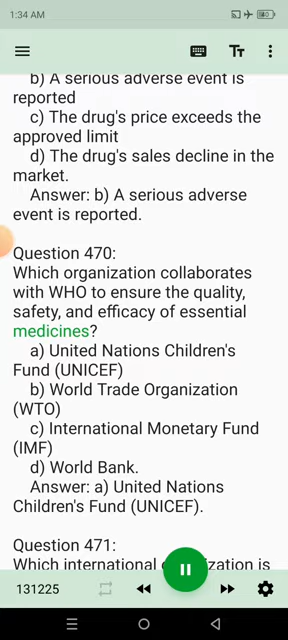 1:34 AM
b) A serious adverse event is
reported
c) The drug's price exceeds the
approved limit
d) The drug's sales decline in the
market.
Answer: b) A serious adverse
event is reported.
Question 470:
Which organization collaborates
with WHO to ensure the quality,
safety, and efficacy of essential
medicines?
a) United Nations Children's
Fund (UNICEF)
b) World Trade Organization
(WTO)
c) International Monetary Fund
(IMF)
d) World Bank.
Answer: a) United Nations
Children's Fund (UNICEF).
Question 471:
Which international is
131225